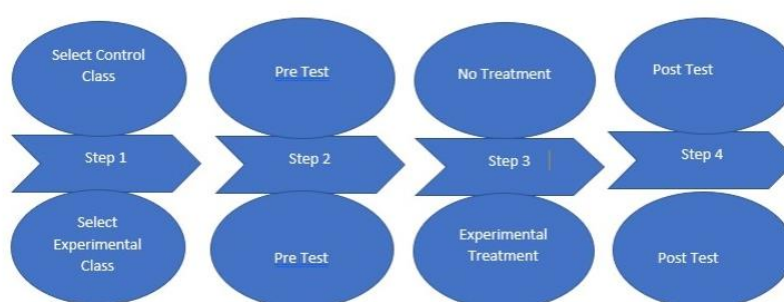 Select Control
Class
Pre Test
No Treatment
Post Test
Step 1
Step 2
Step 3
Step 4
Select
Experimental
Class
Pre Test
Experimental
Treatment
Post Test